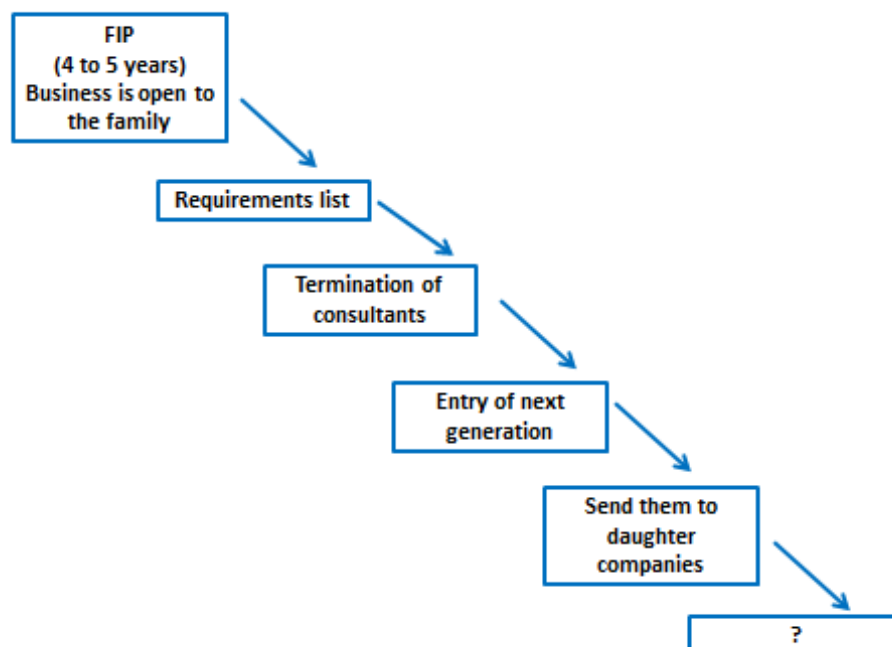 FIP
(4 to 5 years)
Business is open to
the family
Requirements list
Termination of
consultants
Entry of next
generation
Send them to
daughter
companies
?